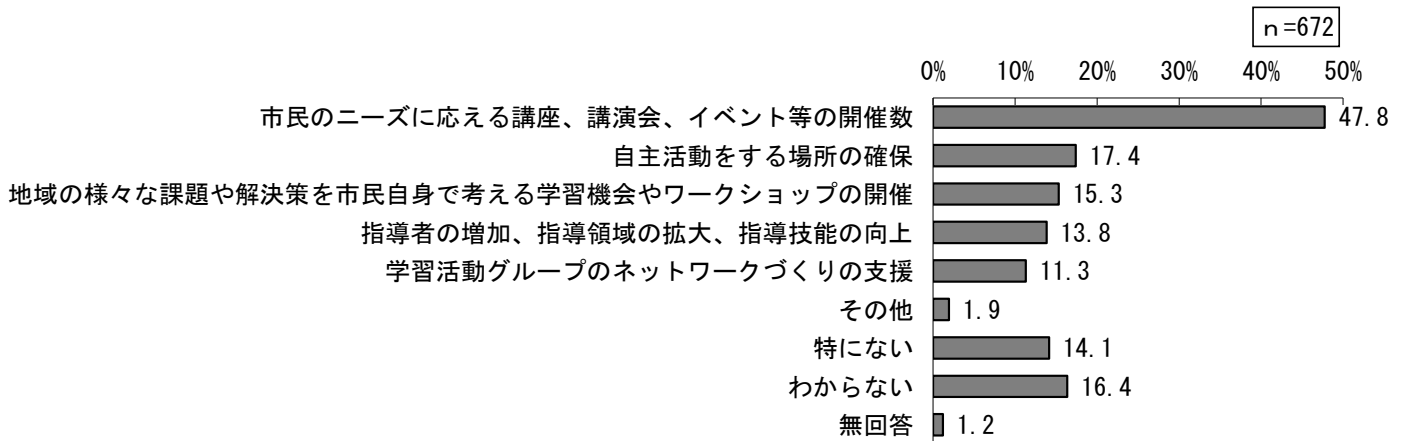 ｎ=672
0% 10% 20% 30% 40% 50%
市民のニーズに応える講座、講演会、イベント等の開催数 47.8
自主活動をする場所の確保 17.4
地域の様々な課題や解決策を市民自身で考える学習機会やワークショップの開催 15.3
指導者の増加、指導領域の拡大、指導技能の向上 13.8
学習活動グループのネットワークづくりの支援 11.3
その他 1.9
特にない 14.1
わからない 16.4
無回答 1.2